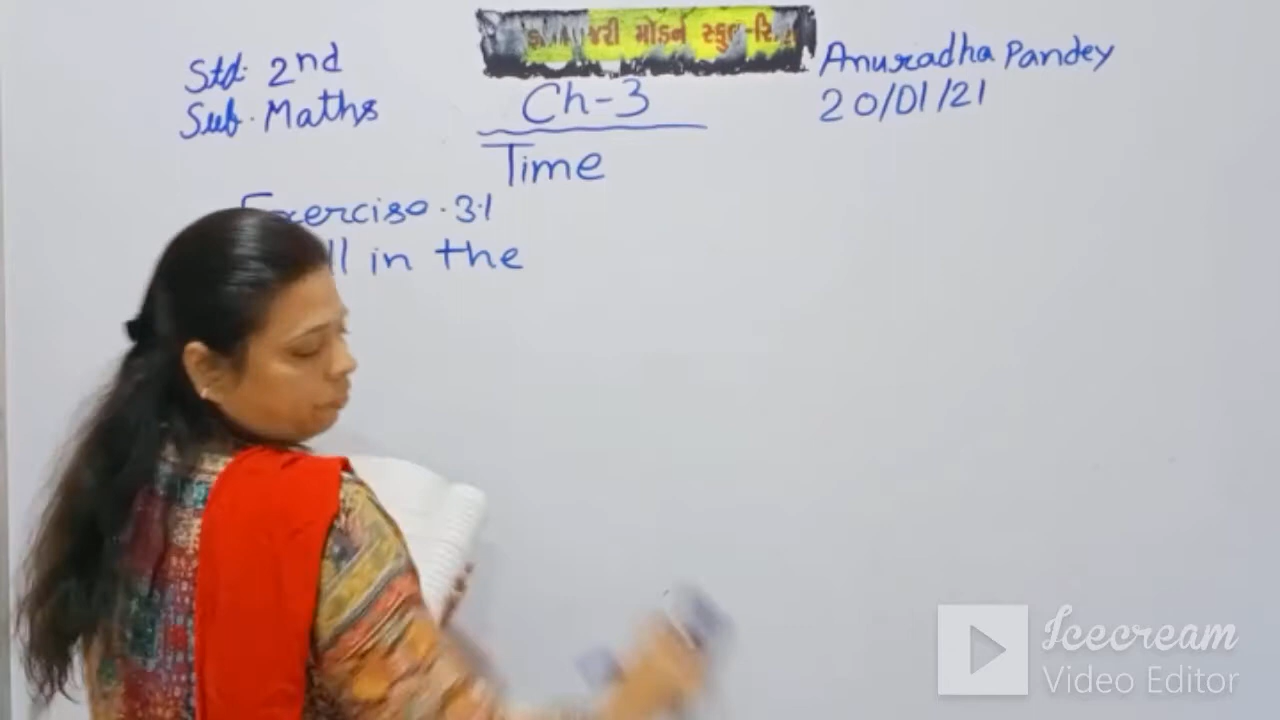 મોડર્ન સ્કુલ
Std. 2nd
Sub. Maths
Ch-3
Time
Anuradha Pandey
20/01/21
Exercise. 3.1
in the
Icecream
Video Editor